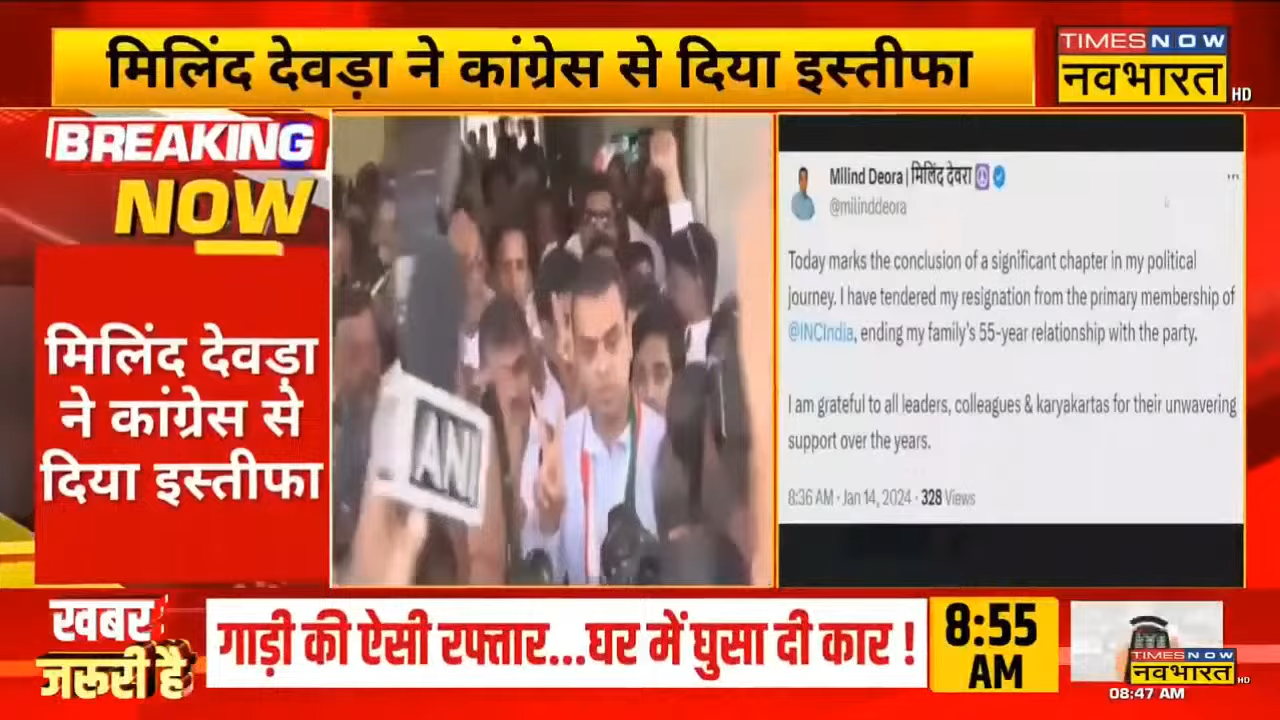 मिलिंद देवड़ा ने कांग्रेस से दिया इस्तीफा
TIMES NOW
नवभारत HD
BREAKING
NOW
मिलिंद देवड़ा
ने कांग्रेस से
दिया इस्तीफा
ANI
Milind Deora | मिलिंद देवरा
@milinddeora
Today marks the conclusion of a significant chapter in my political
journey. I have tendered my resignation from the primary membership of
@INCIndia, ending my family's 55-year relationship with the party.
I am grateful to all leaders, colleagues & karyakartas for their unwavering
support over the years.
8:36 AM · Jan 14, 2024 · 328 Views
खबर
जरूरी है
गाड़ी की ऐसी रफ्तार...घर में घुसा दी कार !
8:55
AM
TIMES NOW
नवभारत HD
08:47 AM